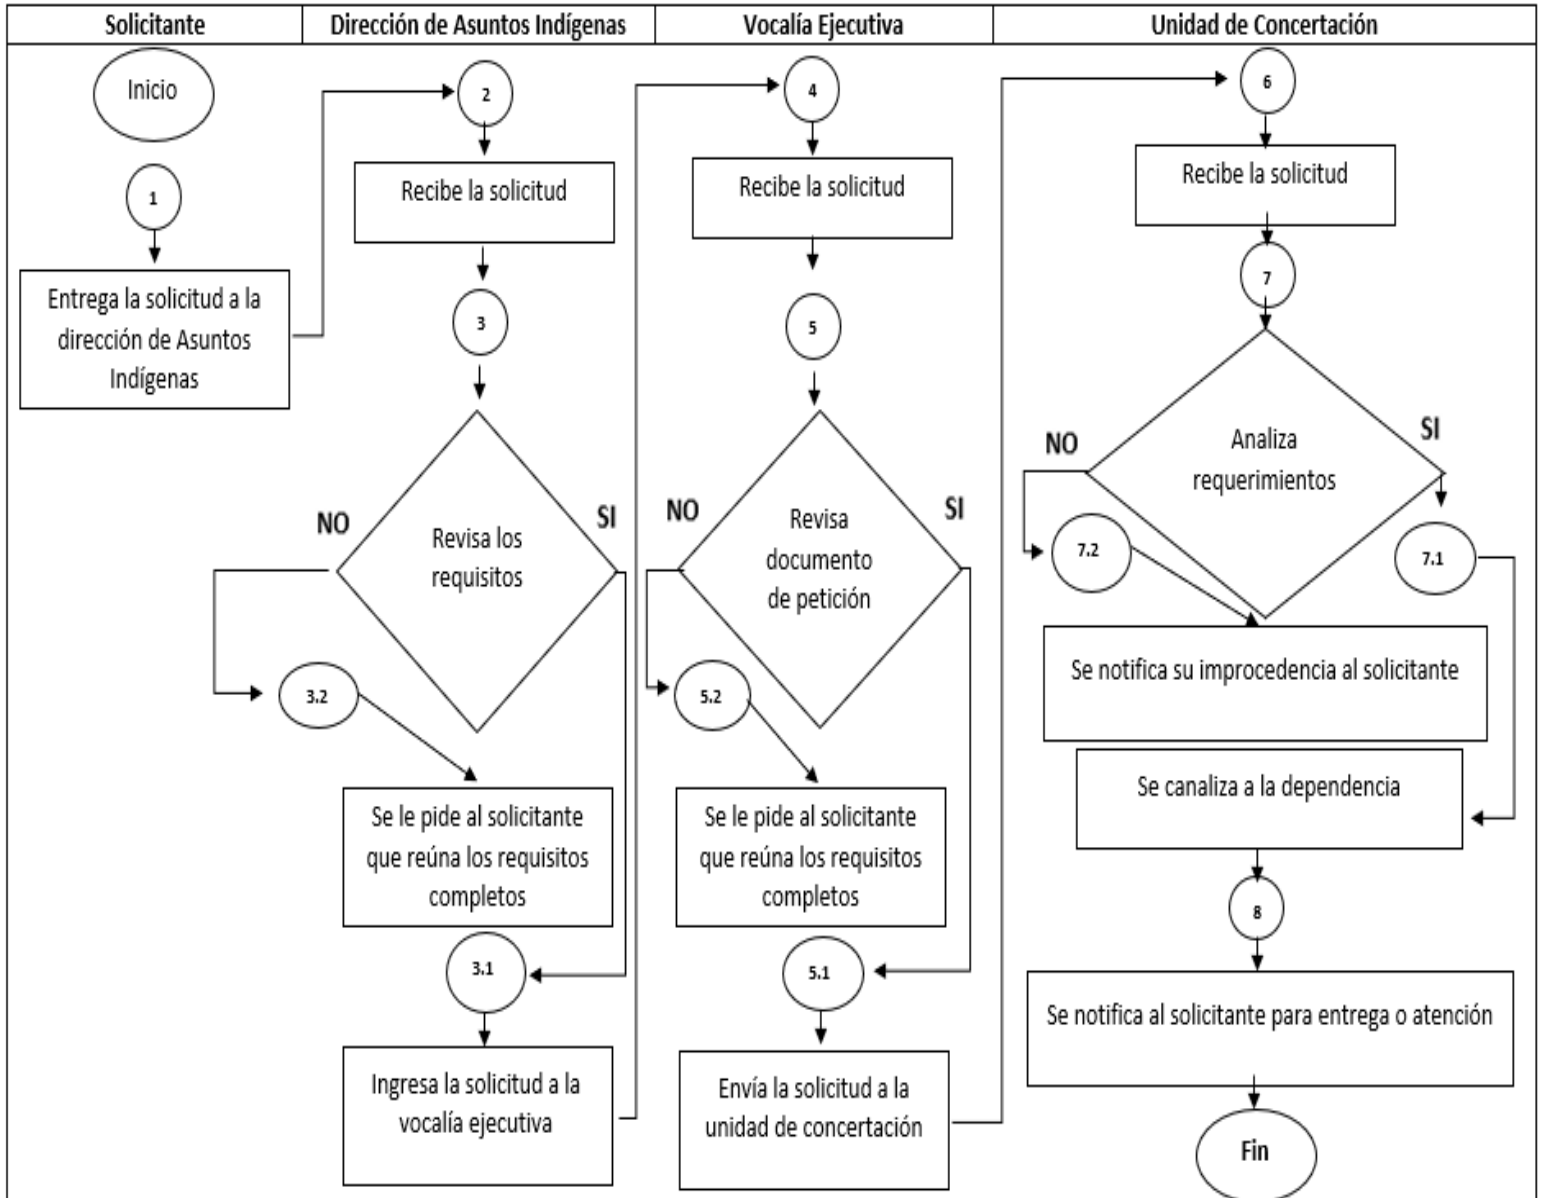 Solicitante
Dirección de Asuntos Indígenas
Vocalía Ejecutiva
Unidad de Concertación
Inicio
1
Entrega la solicitud a la
dirección de Asuntos
Indígenas
2
Recibe la solicitud
3
NO
SI
Revisa los
requisitos
3.2
Se le pide al solicitante
que reúna los requisitos
completos
3.1
Ingresa la solicitud a la
vocalía ejecutiva
4
Recibe la solicitud
5
NO
SI
Revisa
documento
de petición
5.2
Se le pide al solicitante
que reúna los requisitos
completos
5.1
Envía la solicitud a la
unidad de concertación
6
Recibe la solicitud
7
NO
SI
Analiza
requerimientos
7.2
7.1
Se notifica su improcedencia al solicitante
Se canaliza a la dependencia
8
Se notifica al solicitante para entrega o atención
Fin